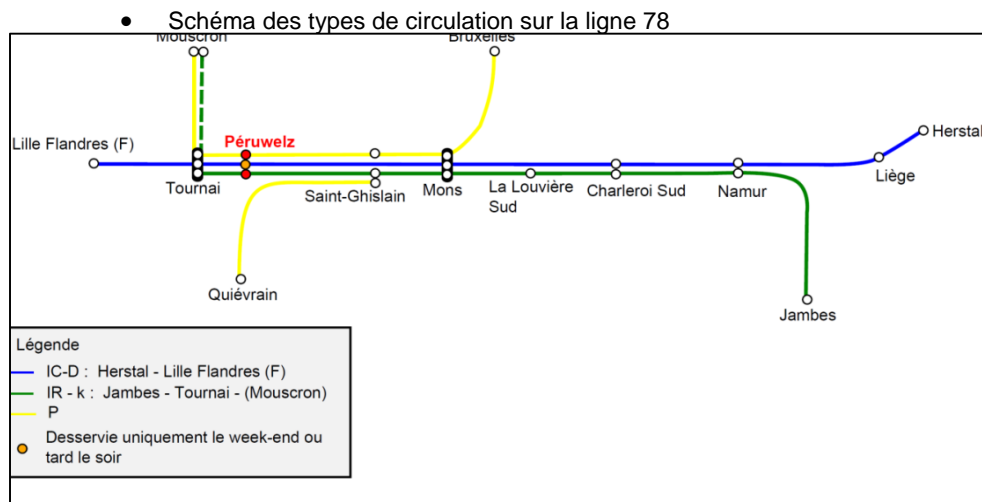 • Schéma des types de circulation sur la ligne 78
Mouscron
Bruxelles
Lille Flandres (F)
Péruwelz
Herstal
Tournai
Saint-Ghislain
Mons
La Louvière
Sud
Charleroi Sud
Namur
Liège
Quiévrain
Jambes
Légende
IC-D : Herstal - Lille Flandres (F)
IR - k : Jambes - Tournai - (Mouscron)
P
Desservie uniquement le week-end ou
tard le soir